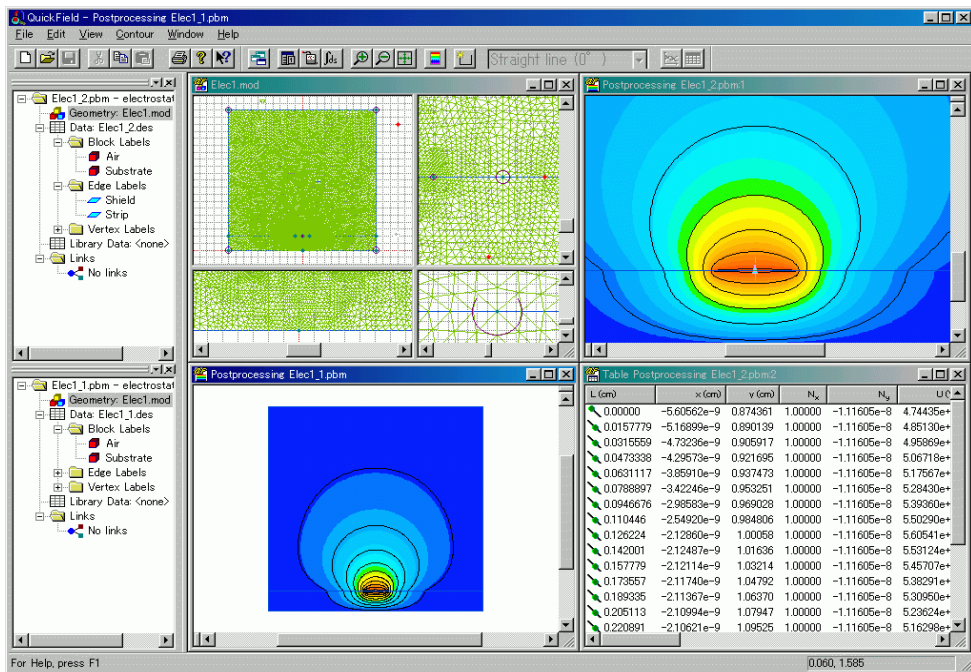 QuickField - Postprocessing Elec1_1.pbm
File Edit View Contour Window Help
Straight line (0° )
Elec1_2.pbm - electrostat
Geometry: Elec1.mod
Data: Elec1_2.des
Block Labels
Air
Substrate
Edge Labels
Shield
Strip
Vertex Labels
Library Data: <none>
Links
No links
Elec1_1.pbm - electrostat
Geometry: Elec1.mod
Data: Elec1_1.des
Block Labels
Air
Substrate
Edge Labels
Vertex Labels
Library Data: <none>
Links
No links
Elec1.mod
Postprocessing Elec1_2.pbm:1
Postprocessing Elec1_1.pbm
Table Postprocessing Elec1_2.pbm:2
L (cm) x (cm) y (cm) Nx Ny U (
0.00000 -5.60562e-9 0.874361 1.00000 -1.11605e-8 4.74435e+
0.0157779 -5.16899e-9 0.890139 1.00000 -1.11605e-8 4.85130e+
0.0315559 -4.73236e-9 0.905917 1.00000 -1.11605e-8 4.95869e+
0.0473338 -4.29573e-9 0.921695 1.00000 -1.11605e-8 5.06718e+
0.0631117 -3.85910e-9 0.937473 1.00000 -1.11605e-8 5.17567e+
0.0788897 -3.42246e-9 0.953251 1.00000 -1.11605e-8 5.28430e+
0.0946676 -2.98583e-9 0.969028 1.00000 -1.11605e-8 5.39360e+
0.110446 -2.54920e-9 0.984806 1.00000 -1.11605e-8 5.50290e+
0.126224 -2.12860e-9 1.00058 1.00000 -1.11605e-8 5.60541e+
0.142001 -2.12487e-9 1.01636 1.00000 -1.11605e-8 5.53124e+
0.157779 -2.12114e-9 1.03214 1.00000 -1.11605e-8 5.45707e+
0.173557 -2.11740e-9 1.04792 1.00000 -1.11605e-8 5.38291e+
0.189335 -2.11367e-9 1.06370 1.00000 -1.11605e-8 5.30950e+
0.205113 -2.10994e-9 1.07947 1.00000 -1.11605e-8 5.23624e+
0.220891 -2.10621e-9 1.09525 1.00000 -1.11605e-8 5.16298e+
For Help, press F1
0.060, 1.585